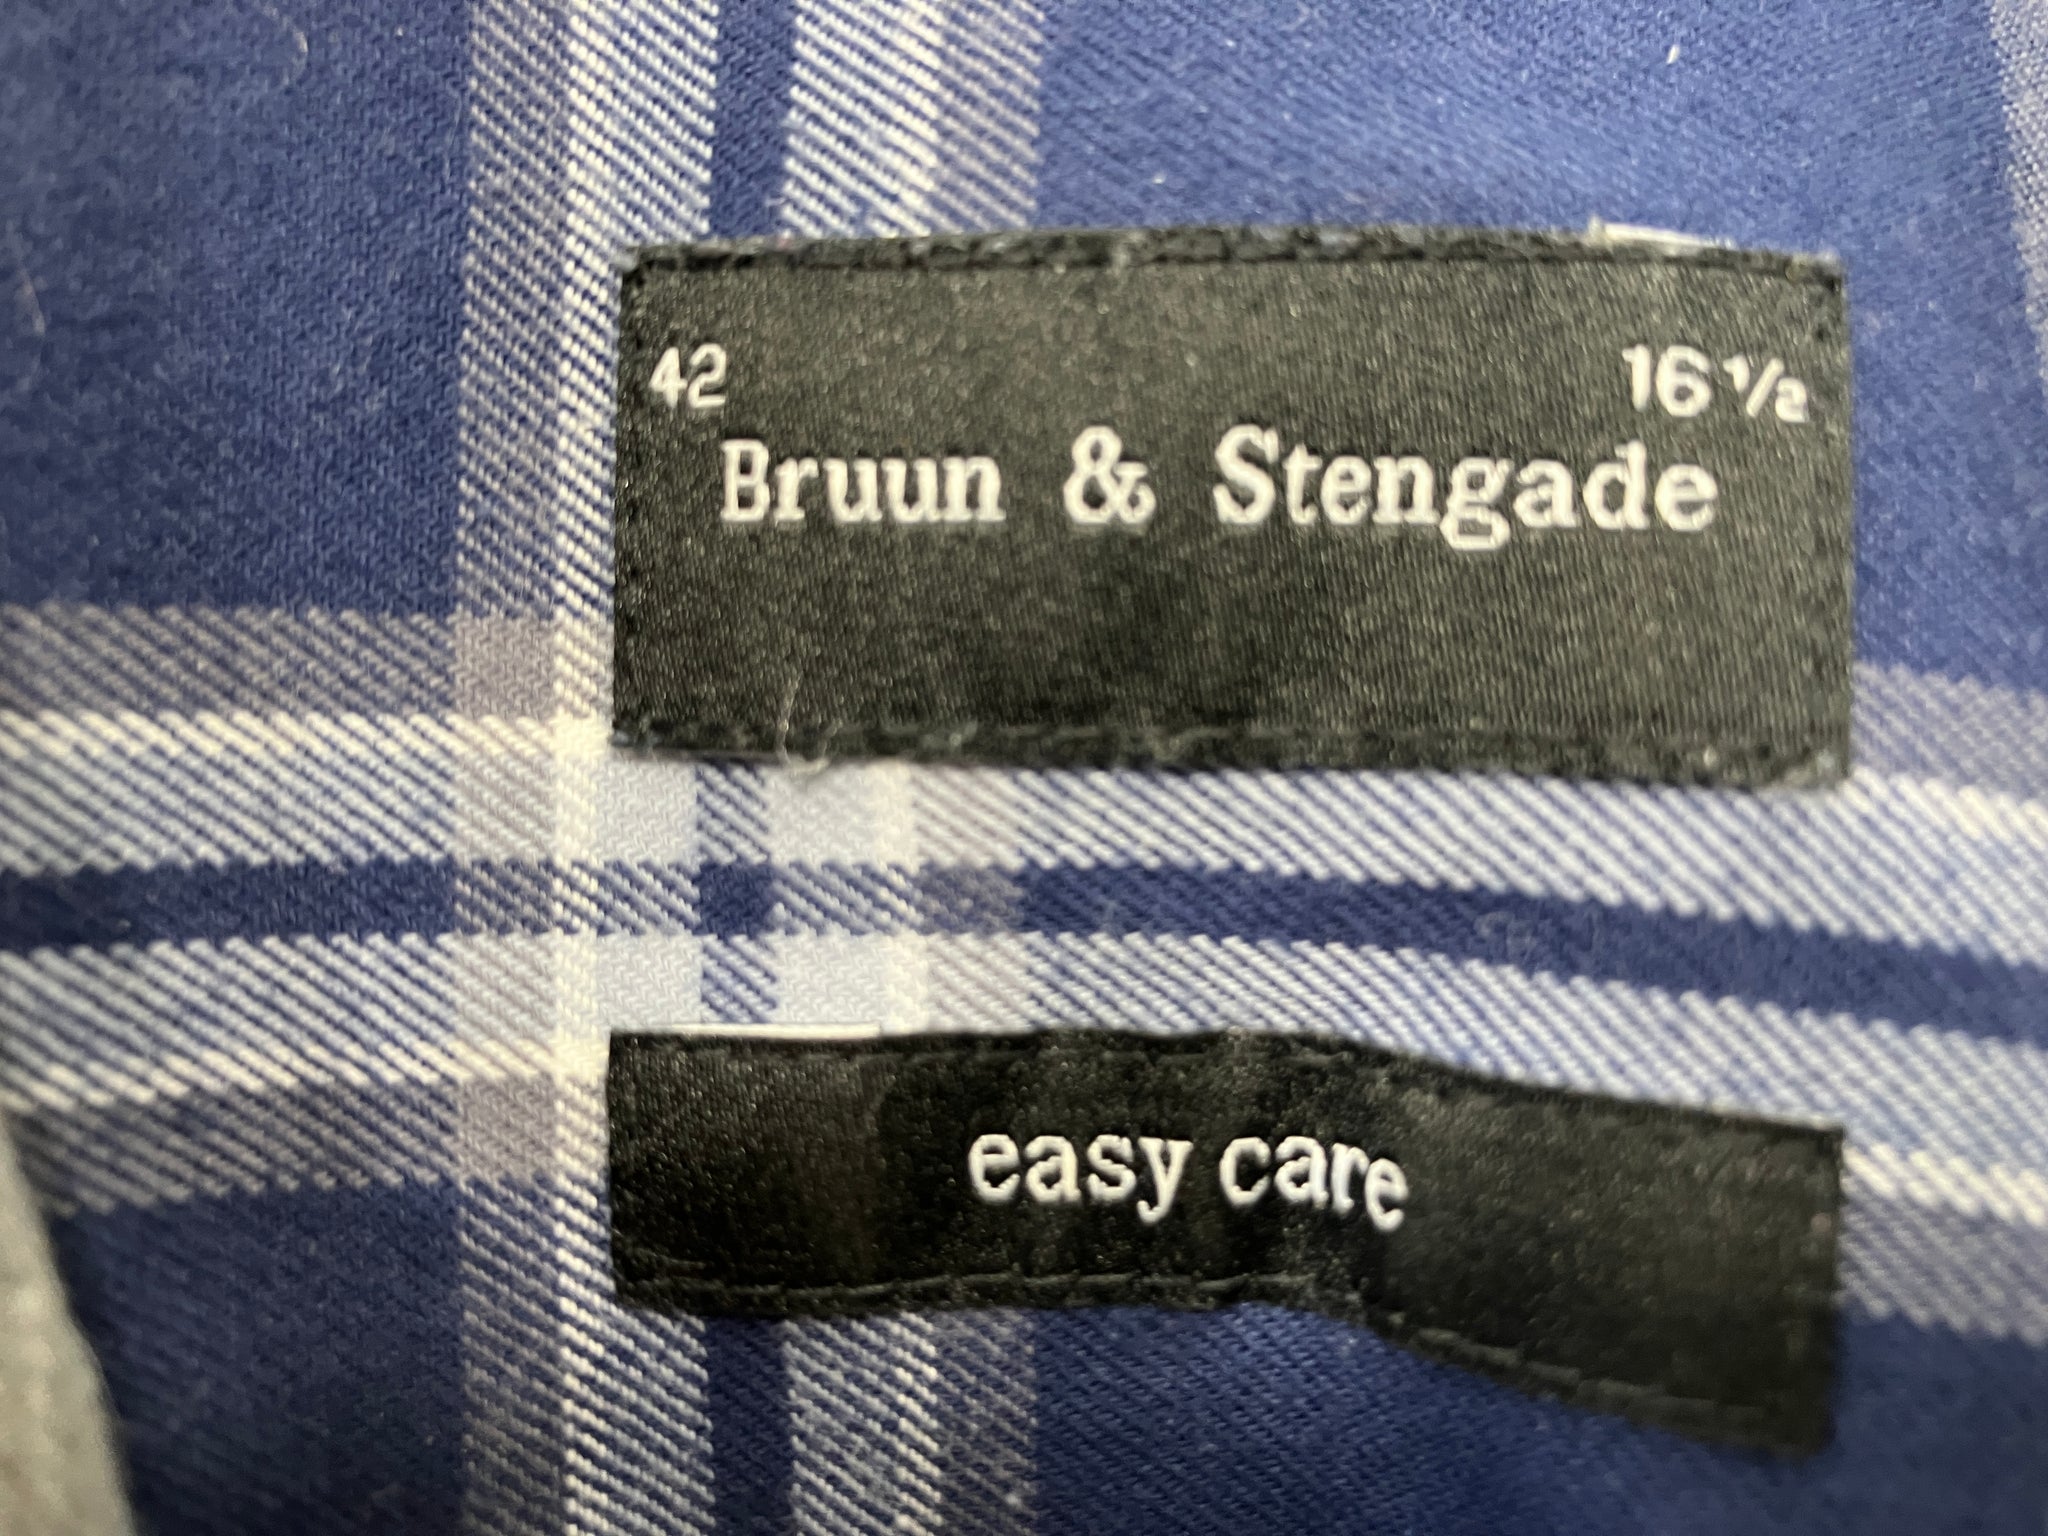 42 16 1/2
Bruun & Stengade
easy care